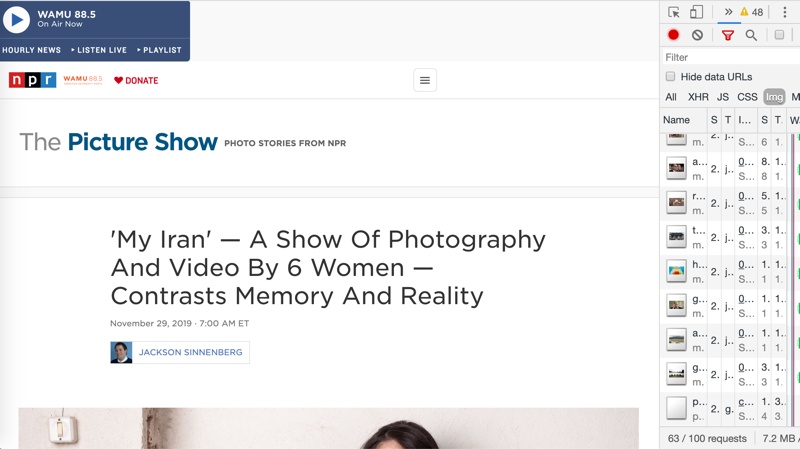 WAMU 88.5
On Air Now
HOURLY NEWS
LISTEN LIVE
PLAYLIST
npr
WAMU 88.5
DONATE
The Picture Show
PHOTO STORIES FROM NPR
'My Iran' — A Show Of Photography
And Video By 6 Women —
Contrasts Memory And Reality
November 29, 2019 · 7:00 AM ET
JACKSON SINNENBERG
48
Filter
Hide data URLs
All XHR JS CSS Img M
Name S T I... S T. W
m. S... 6 1.
a... 2. j.. 0... 8. 1..
m. S... 8 1.
r... 2. j.. 0... 5. 1..
m. S... 5 1.
t... 2. j.. 0... 3. 1..
m. S... 3 1.
h... 2. j.. 0... 1. 1..
m. S... 1 1.
g... 2. j.. 0... 1. 1..
m. S... 1 1.
a... 2. j.. 0... 1. 1..
m. S... 1 1.
g... 2. j.. 0... 3. 1..
m. S... 3 1.
p... 2. g. c... 1. 3..
p.. S... 4 3.
63 / 100 requests
7.2 MB